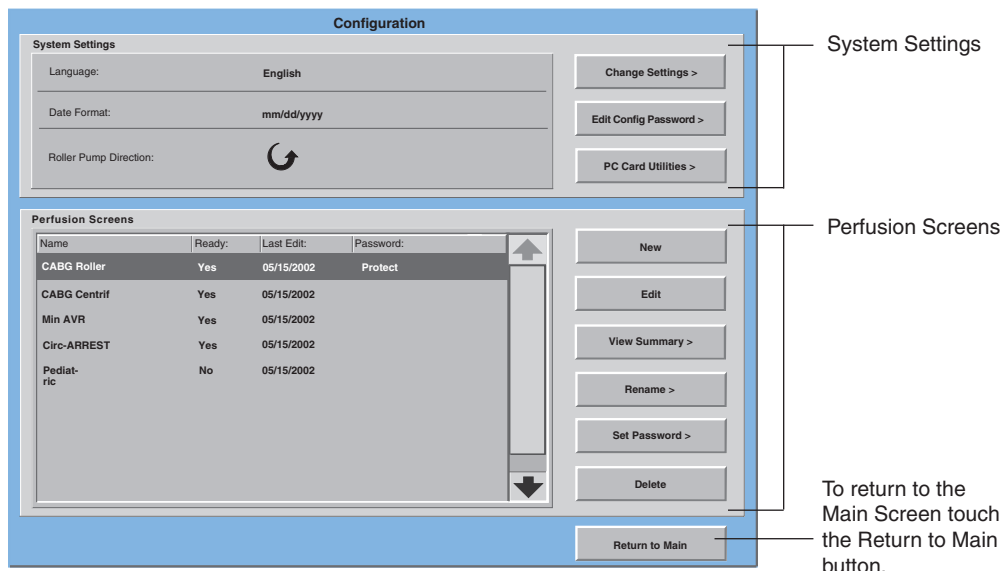 Configuration
System Settings
Language: English
Date Format: mm/dd/yyyy
Roller Pump Direction:
Change Settings >
Edit Config Password >
PC Card Utilities >
System Settings
Perfusion Screens
Name Ready: Last Edit: Password:
CABG Roller Yes 05/15/2002 Protect
CABG Centrif Yes 05/15/2002
Min AVR Yes 05/15/2002
Circ-ARREST Yes 05/15/2002
Pediat- No 05/15/2002
ric
New
Edit
View Summary >
Rename >
Set Password >
Delete
Return to Main
Perfusion Screens
To return to the
Main Screen touch
the Return to Main
button.